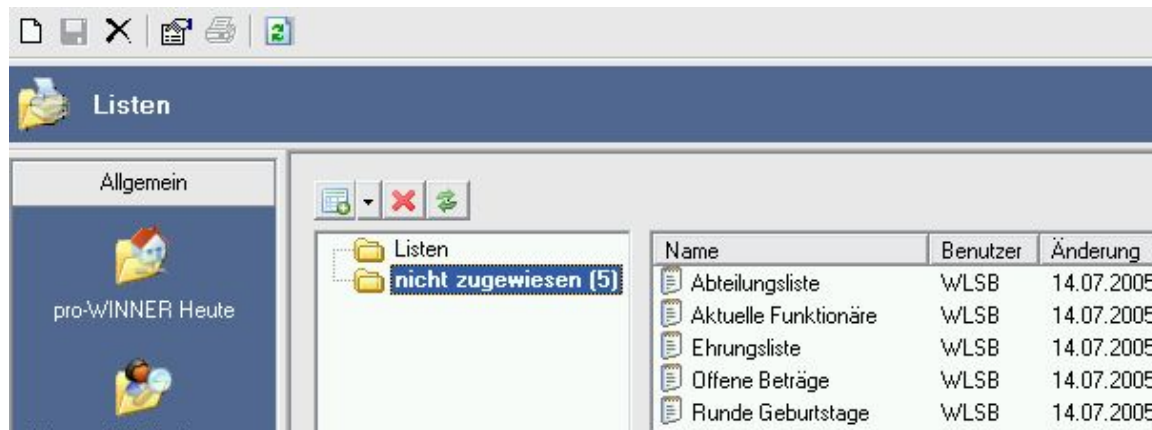 Listen
Allgemein
pro-WINNER Heute
Listen
nicht zugewiesen (5)
Name Benutzer Änderung
Abteilungsliste WLSB 14.07.2005
Aktuelle Funktionäre WLSB 14.07.2005
Ehrungsliste WLSB 14.07.2005
Offene Beträge WLSB 14.07.2005
Runde Geburtstage WLSB 14.07.2005